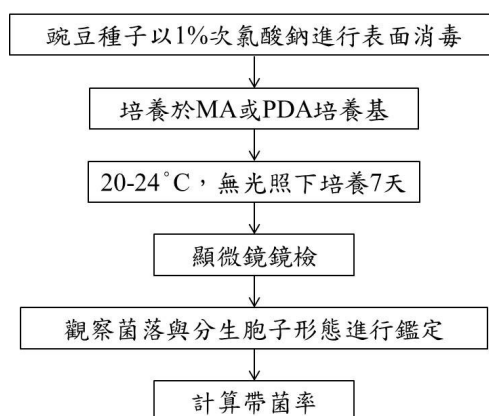 豌豆種子以1%次氯酸鈉進行表面消毒
培養於MA或PDA培養基
20-24˚C，無光照下培養7天
顯微鏡鏡檢
觀察菌落與分生胞子形態進行鑑定
計算帶菌率